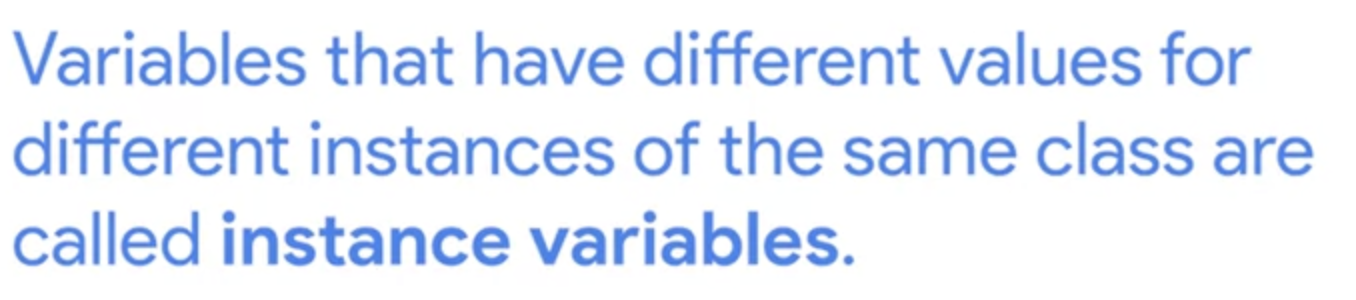 Variables that have different values for
different instances of the same class are
called instance variables.